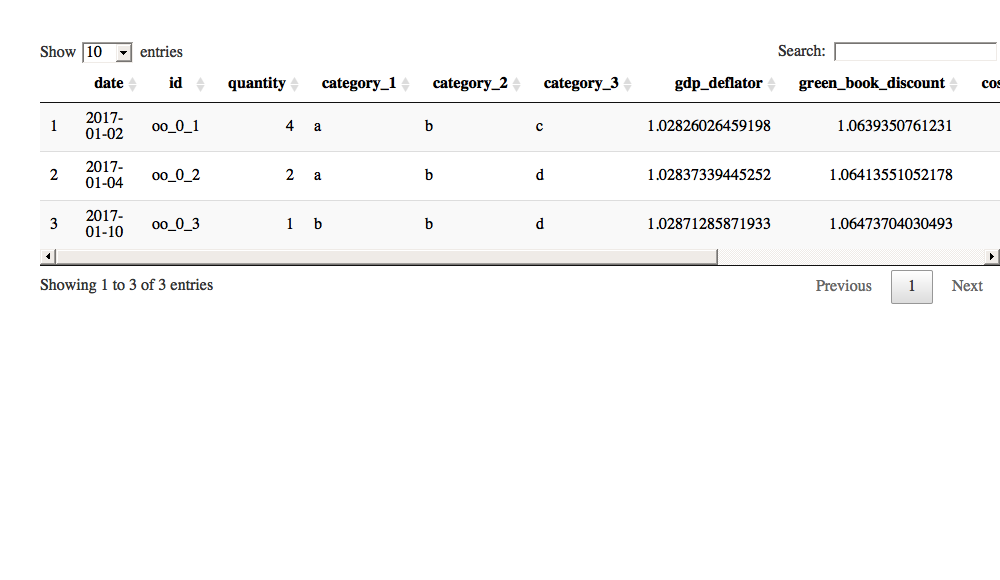 Show 10 entries Search:
date id quantity category_1 category_2 category_3 gdp_deflator green_book_discount cos
1 2017-01-02 oo_0_1 4 a b c 1.02826026459198 1.0639350761231
2 2017-01-04 oo_0_2 2 a b d 1.02837339445252 1.06413551052178
3 2017-01-10 oo_0_3 1 b b d 1.02871285871933 1.06473704030493
Showing 1 to 3 of 3 entries Previous 1 Next